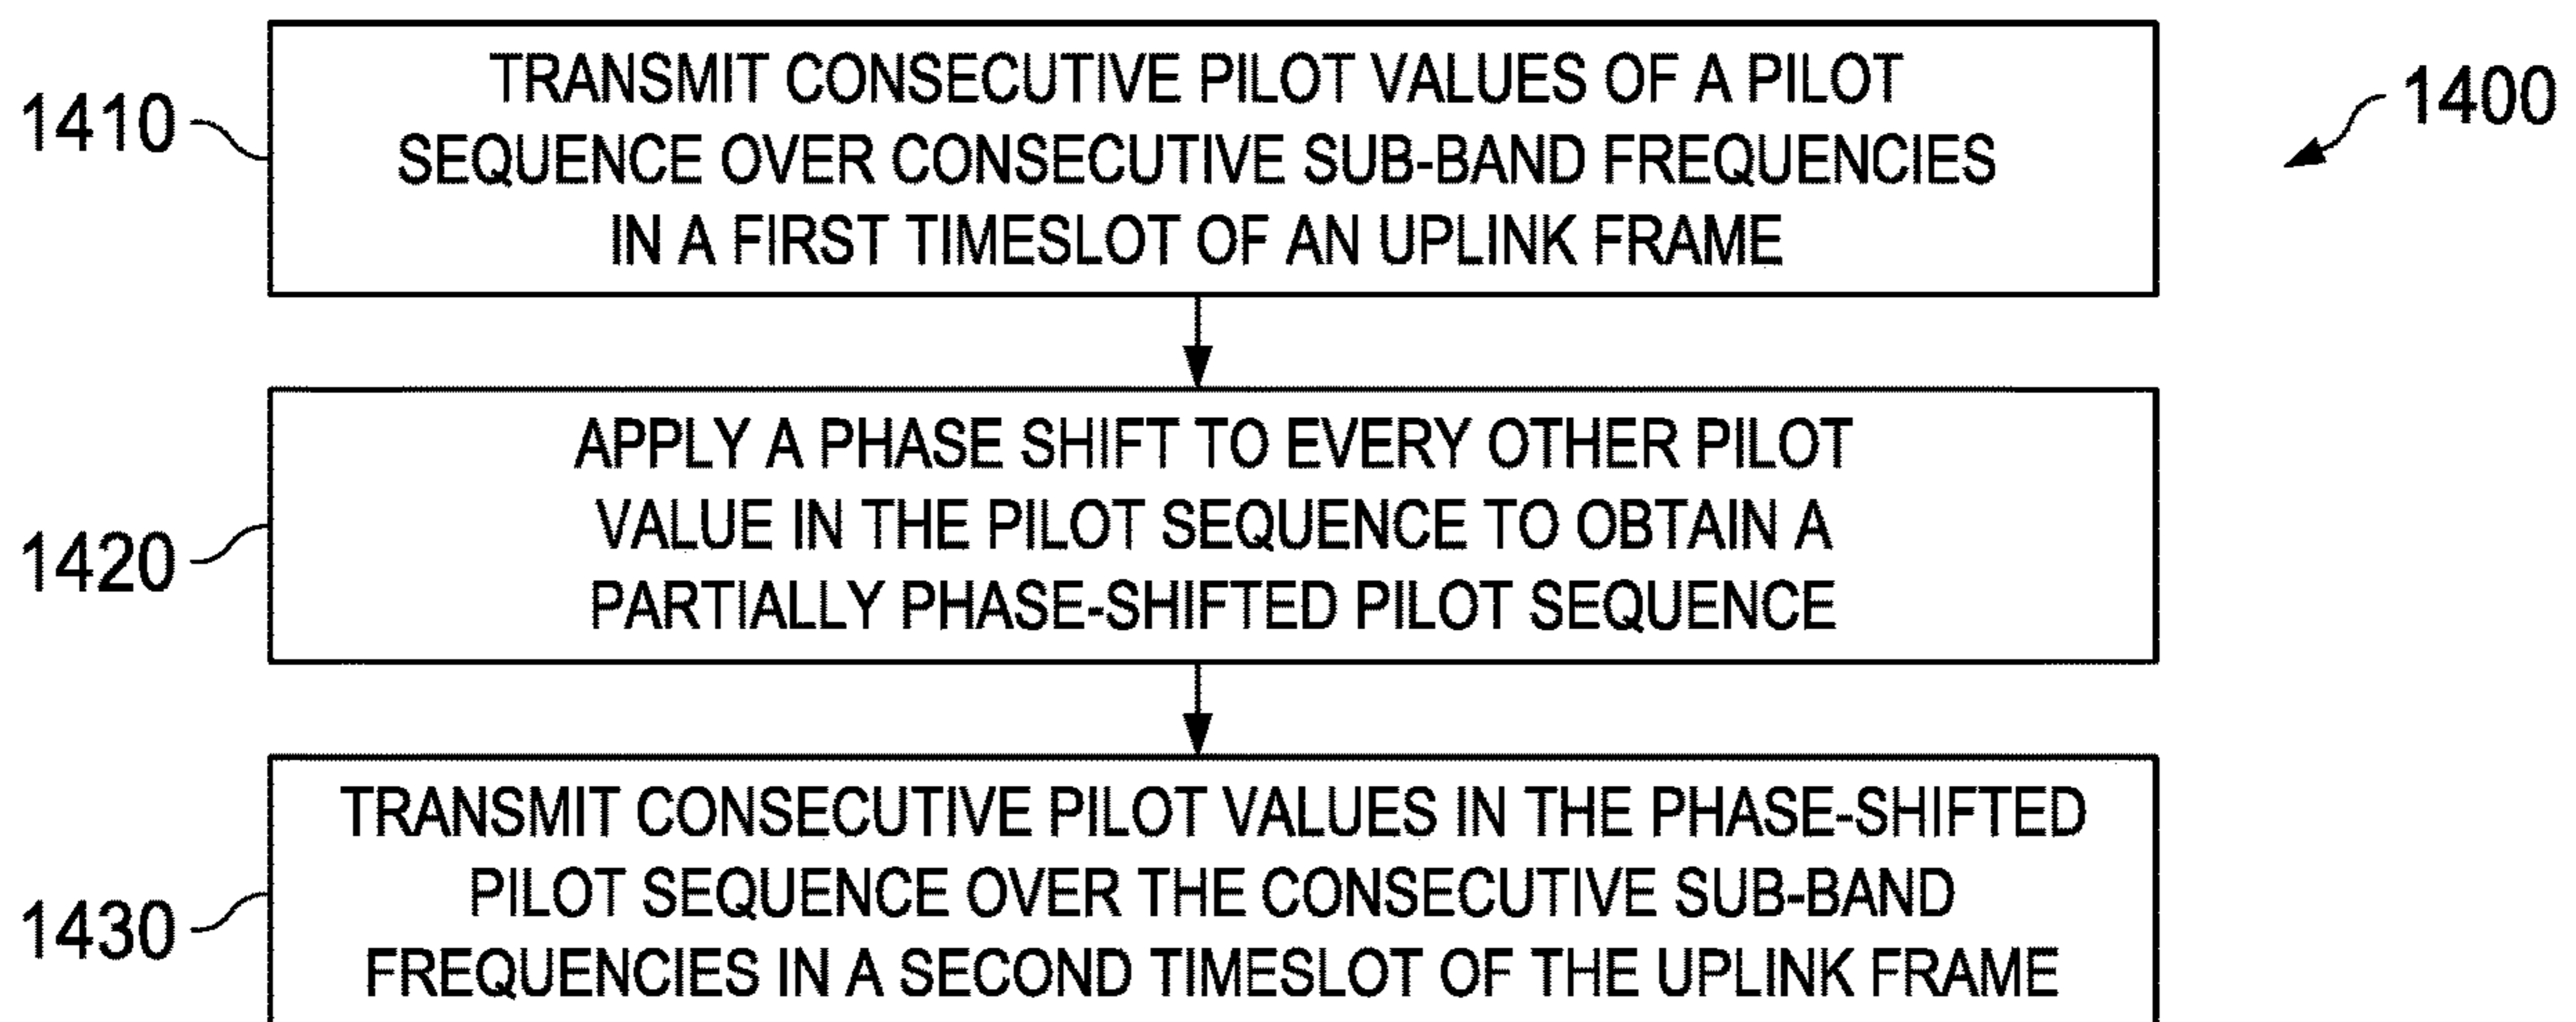 1400
1410
TRANSMIT CONSECUTIVE PILOT VALUES OF A PILOT
SEQUENCE OVER CONSECUTIVE SUB-BAND FREQUENCIES
IN A FIRST TIMESLOT OF AN UPLINK FRAME
1420
APPLY A PHASE SHIFT TO EVERY OTHER PILOT
VALUE IN THE PILOT SEQUENCE TO OBTAIN A
PARTIALLY PHASE-SHIFTED PILOT SEQUENCE
1430
TRANSMIT CONSECUTIVE PILOT VALUES IN THE PHASE-SHIFTED
PILOT SEQUENCE OVER THE CONSECUTIVE SUB-BAND
FREQUENCIES IN A SECOND TIMESLOT OF THE UPLINK FRAME